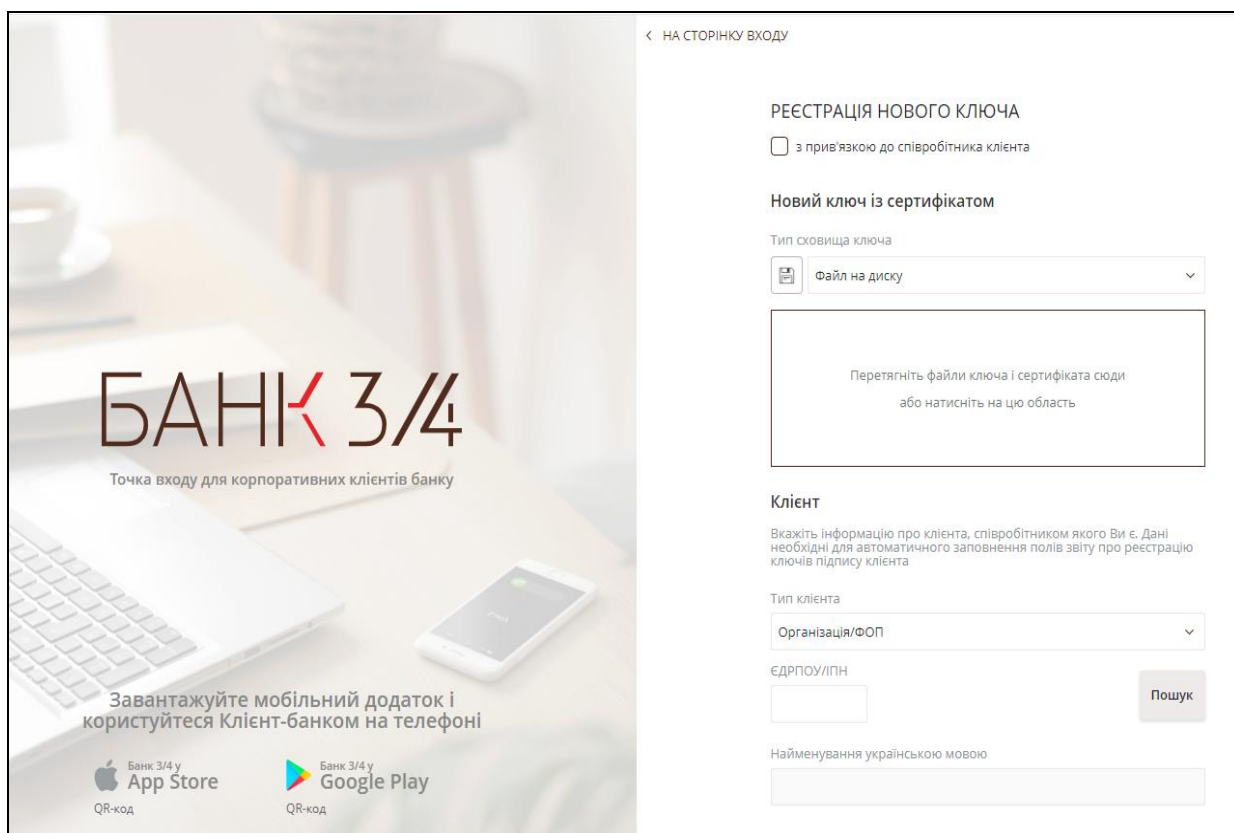 БАНК 3/4
Точка входу для корпоративних клієнтів банку
Завантажуйте мобільний додаток і
користуйтеся Клієнт-банком на телефоні
Банк 3/4 у
App Store
QR-код
Банк 3/4 у
Google Play
QR-код
НА СТОРІНКУ ВХОДУ
РЕЄСТРАЦІЯ НОВОГО КЛЮЧА
з прив'язкою до співробітника клієнта
Новий ключ із сертифікатом
Тип сховища ключа
Файл на диску
Перетягніть файли ключа і сертифіката сюди
або натисніть на цю область
Клієнт
Вкажіть інформацію про клієнта, співробітником якого Ви є. Дані
необхідні для автоматичного заповнення полів звіту про реєстрацію
ключів підпису клієнта
Тип клієнта
Організація/ФОП
ЄДРПОУ/ІПН
Пошук
Найменування українською мовою